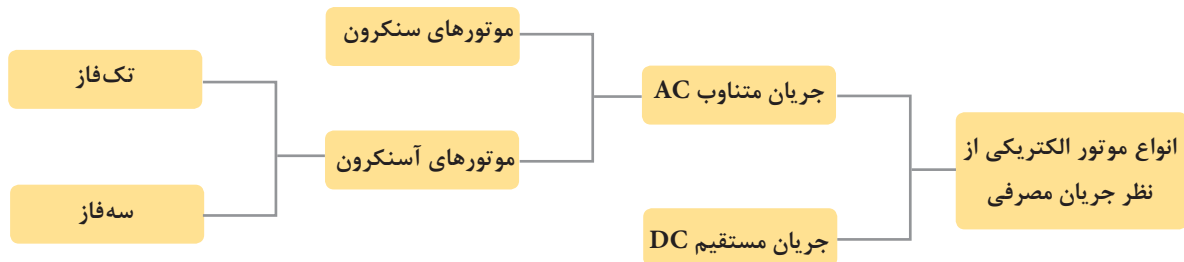 انواع موتور الکتریکی از
نظر جریان مصرفی
جریان متناوب AC
جریان مستقیم DC
موتورهای سنکرون
موتورهای آسنکرون
تک‌فاز
سه‌فاز